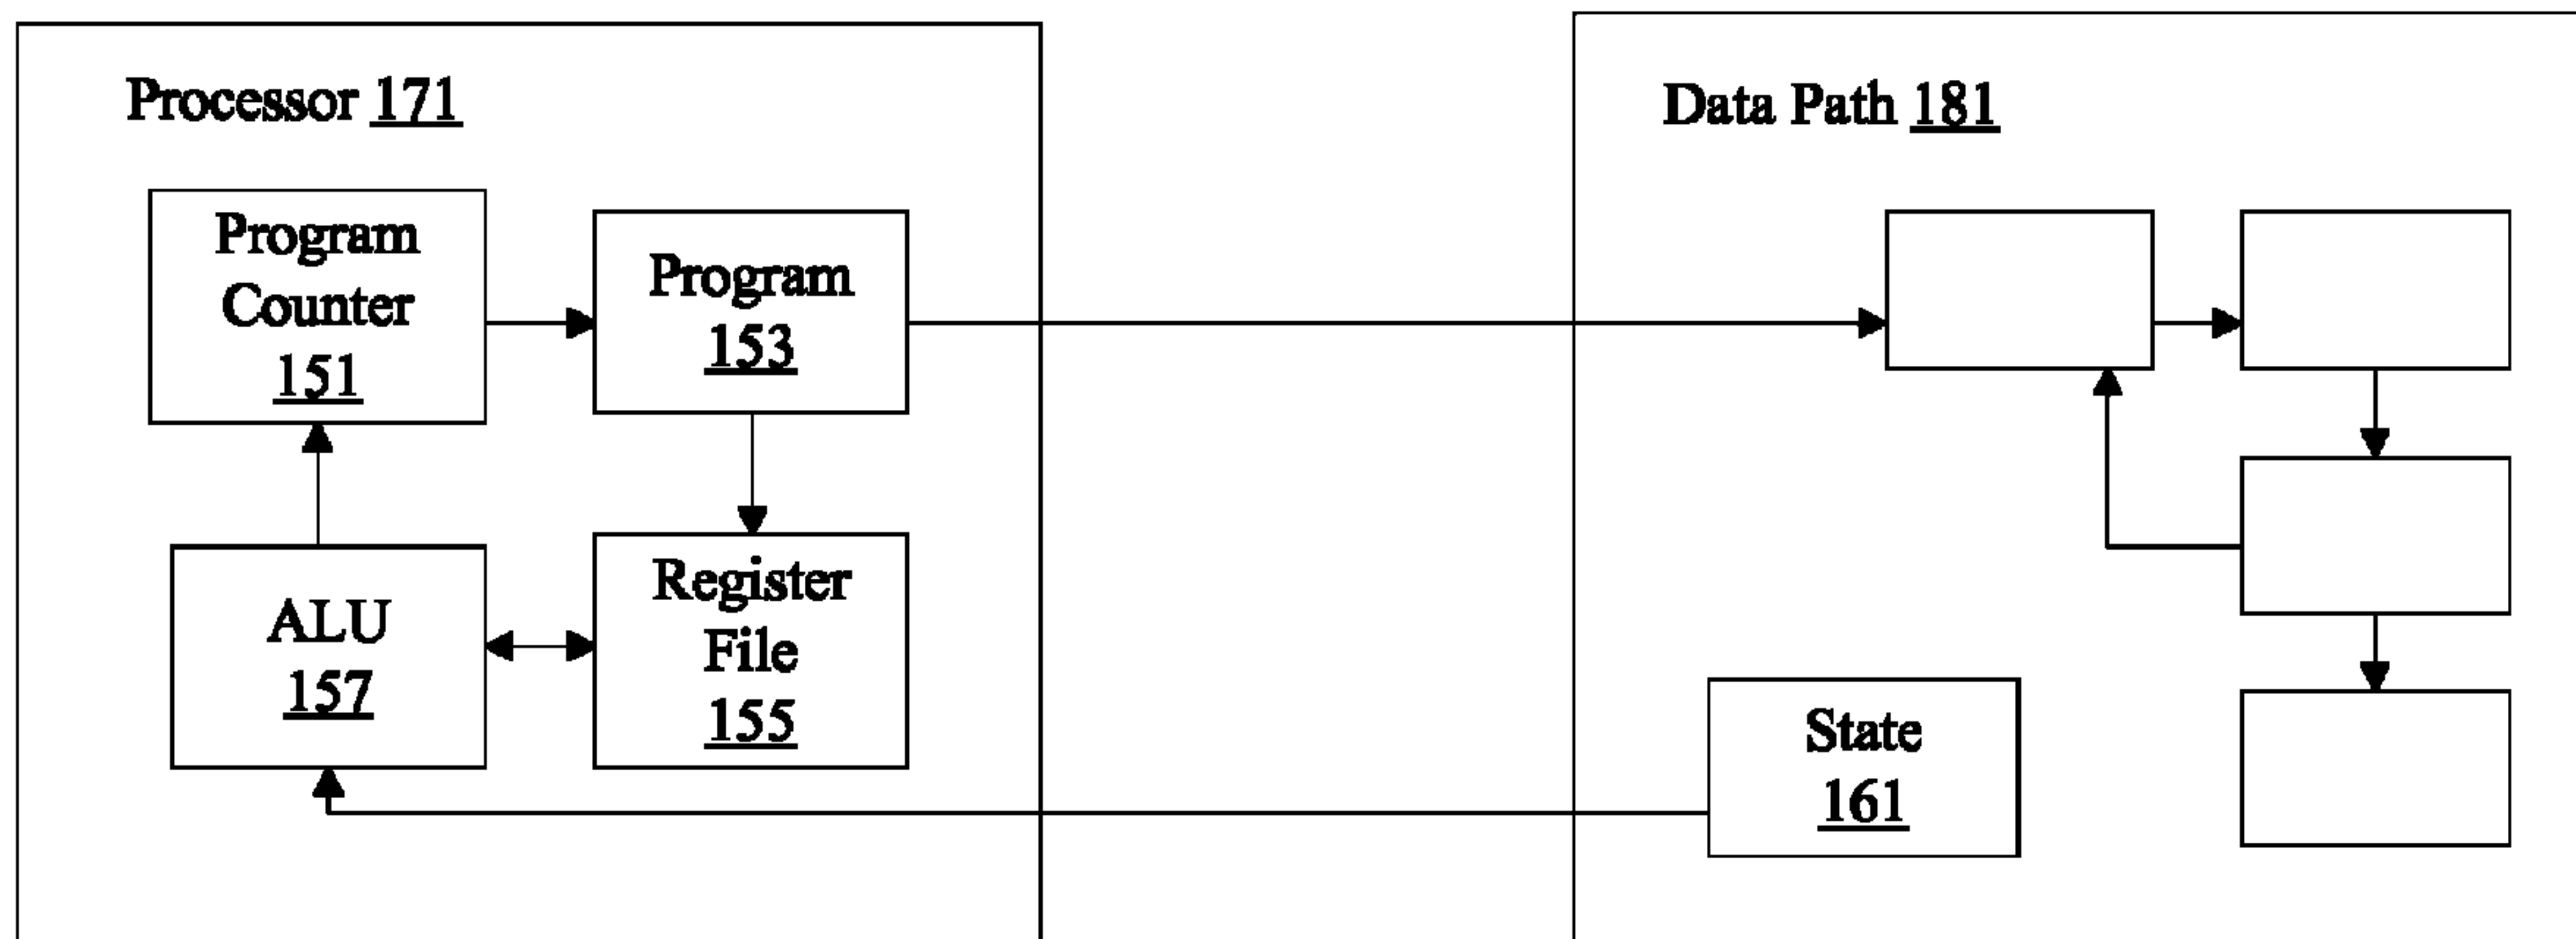 Processor 171
Program
Counter
151
Program
153
ALU
157
Register
File
155
Data Path 181
State
161